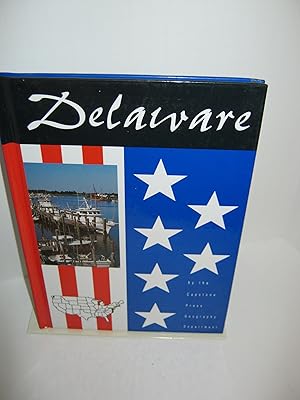 Delaware
By the
Capstone
Press
Geography
Department